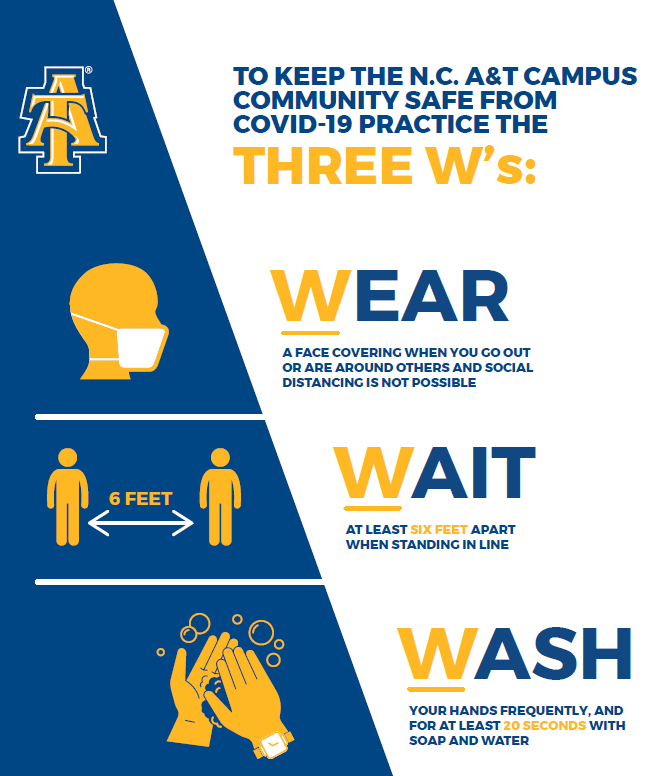 AT®
TO KEEP THE N.C. A&T CAMPUS
COMMUNITY SAFE FROM
COVID-19 PRACTICE THE
THREE W's:
WEAR
A FACE COVERING WHEN YOU GO OUT
OR ARE AROUND OTHERS AND SOCIAL
DISTANCING IS NOT POSSIBLE
6 FEET
WAIT
AT LEAST SIX FEET APART
WHEN STANDING IN LINE
WASH
YOUR HANDS FREQUENTLY, AND
FOR AT LEAST 20 SECONDS WITH
SOAP AND WATER